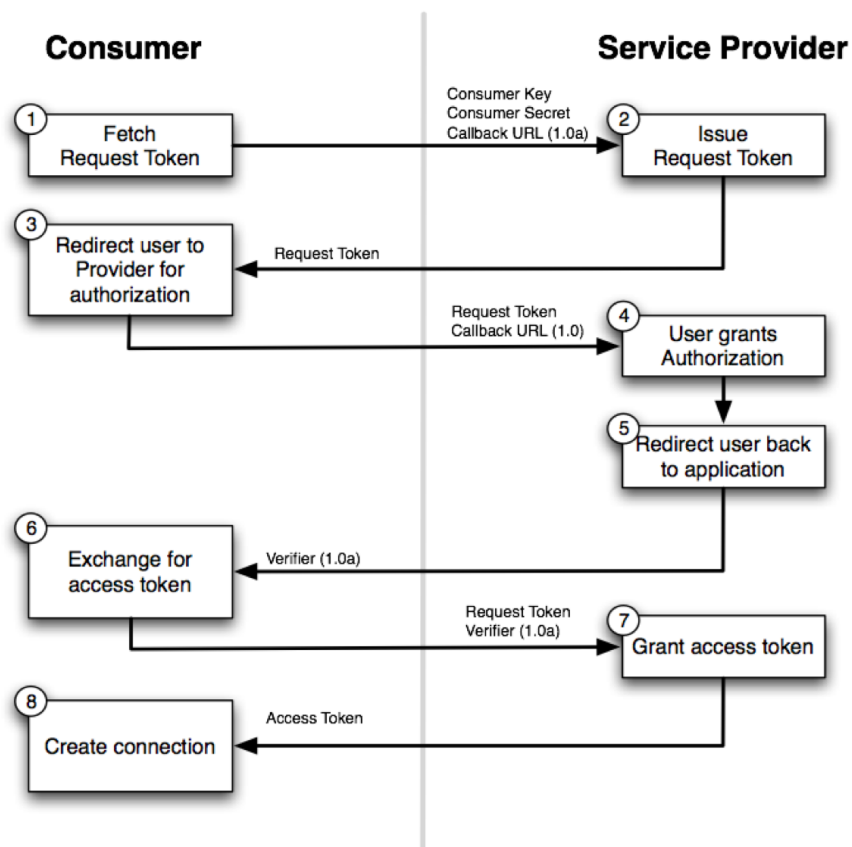 Consumer
Service Provider
Consumer Key
Consumer Secret
Callback URL (1.0a)
1
Fetch
Request Token
2
Issue
Request Token
3
Redirect user to
Provider for
authorization
Request Token
Request Token
Callback URL (1.0)
4
User grants
Authorization
5
Redirect user back
to application
6
Exchange for
access token
Verifier (1.0a)
Request Token
Verifier (1.0a)
7
Grant access token
8
Create connection
Access Token